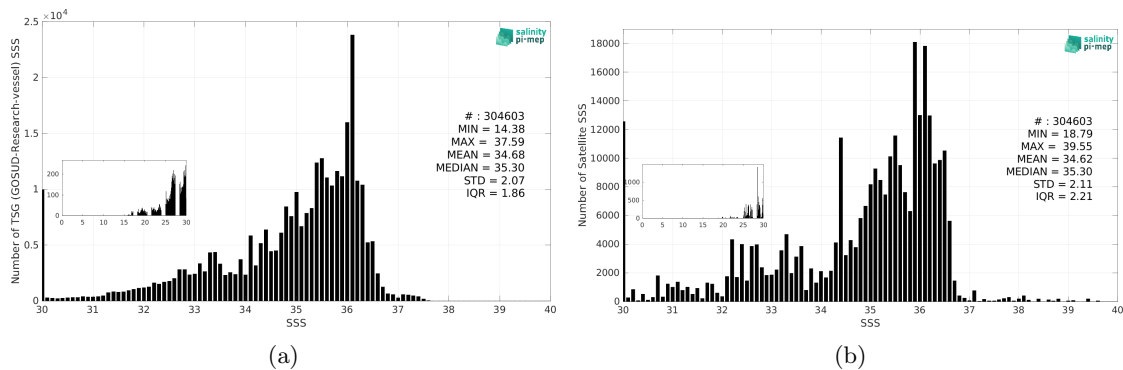 2.5 ×10⁴
2
1.5
1
0.5
0
Number of TSG (GOSUD-Research-vessel) SSS
30 31 32 33 34 35 36 37 38 39 40
SSS
salinity
pi-mep
# : 304603
MIN = 14.38
MAX = 37.59
MEAN = 34.68
MEDIAN = 35.30
STD = 2.07
IQR = 1.86
200
100
0
0 5 10 15 20 25 30
(a)
18000
16000
14000
12000
10000
8000
6000
4000
2000
0
Number of Satellite SSS
30 31 32 33 34 35 36 37 38 39 40
SSS
salinity
pi-mep
# : 304603
MIN = 18.79
MAX = 39.55
MEAN = 34.62
MEDIAN = 35.30
STD = 2.11
IQR = 2.21
1000
500
0
0 5 10 15 20 25 30
(b)